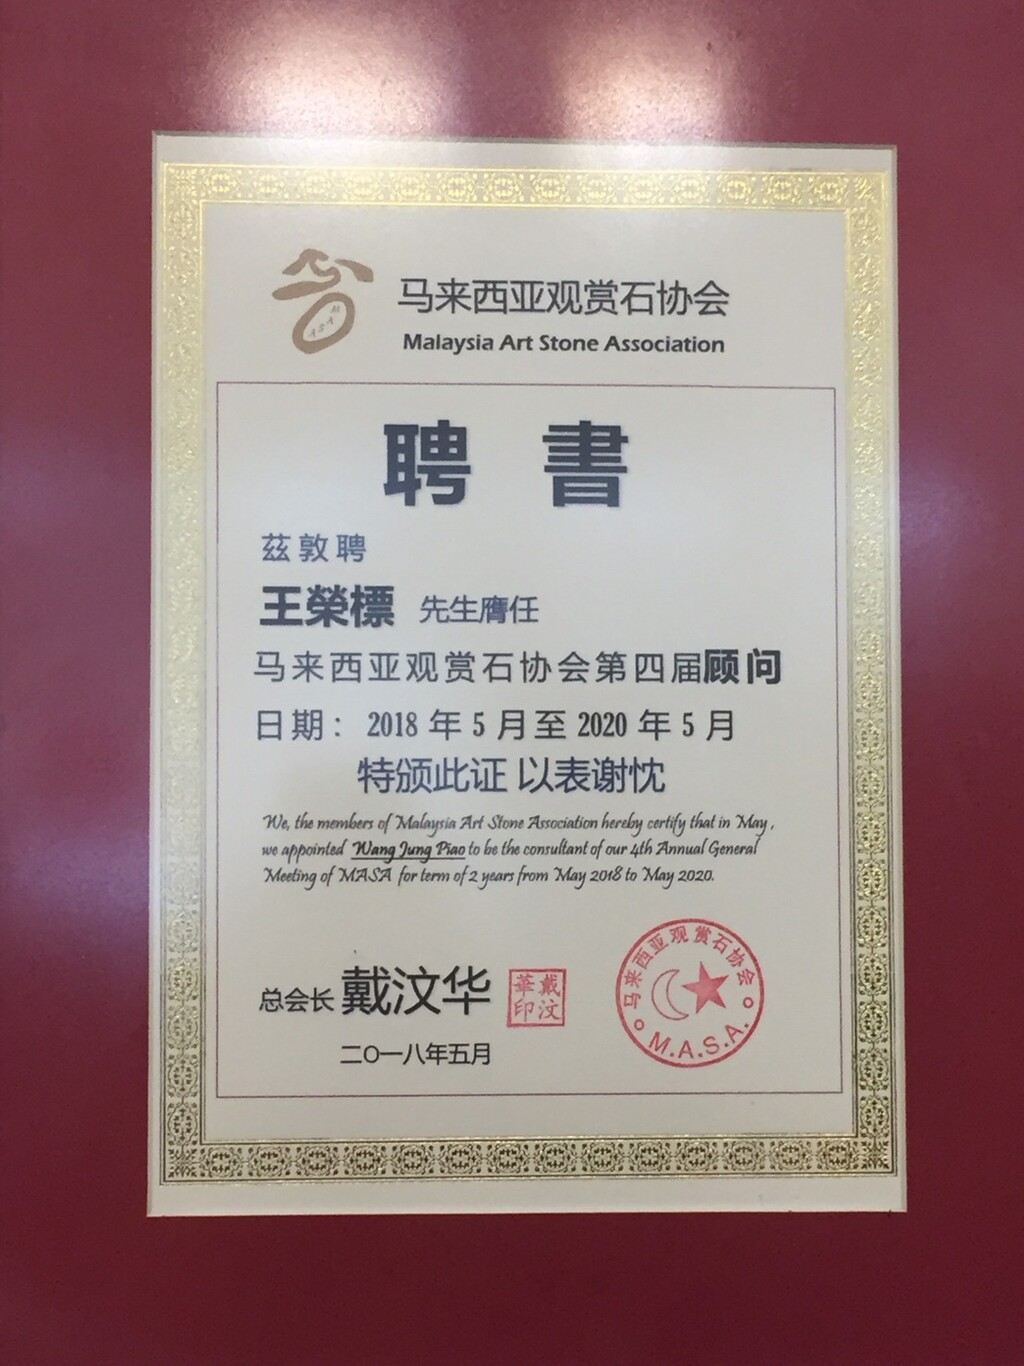 ASA
马来西亚观赏石协会
Malaysia Art Stone Association
聘書
茲敦聘
王榮標 先生膺任
马来西亚观赏石协会第四届顾问
日期：2018年5月至2020年5月
特颁此证 以表谢忱
We, the members of Malaysia Art Stone Association hereby certify that in May,
we appointed Wang Jung Piao to be the consultant of our 4th Annual General
Meeting of MASA for term of 2 years from May 2018 to May 2020.
总会长 戴汶华
戴汶華印
二〇一八年五月
马来西亚观赏石协会
M.A.S.A.